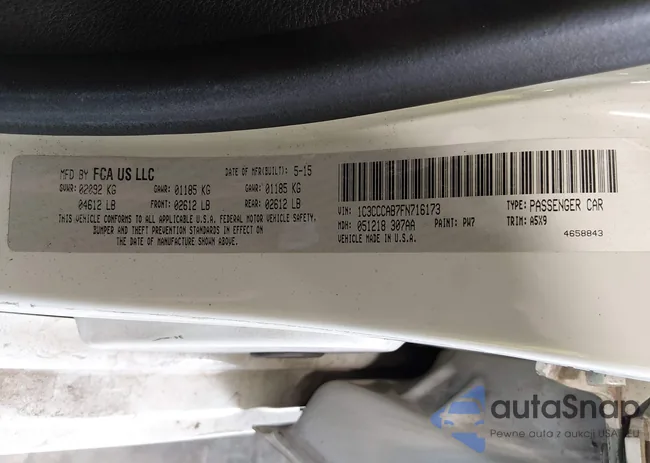 MFD BY FCA US LLC DATE OF MFR(BUILT): 5-15
GVWR: 02092 KG GAWR: 01185 KG GAWR: 01185 KG
04612 LB FRONT: 02612 LB REAR: 02612 LB
THIS VEHICLE CONFORMS TO ALL APPLICABLE U.S.A. FEDERAL MOTOR VEHICLE SAFETY,
BUMPER AND THEFT PREVENTION STANDARDS IN EFFECT ON
THE DATE OF MANUFACTURE SHOWN ABOVE.
VIN: 1C3CCCAB7FN716173 TYPE: PASSENGER CAR
MDH: 051218 307AA PAINT: PW7 TRIM: A5X9
VEHICLE MADE IN U.S.A. 4658843
autaSnap
Pewne auta z aukcji USA i EU